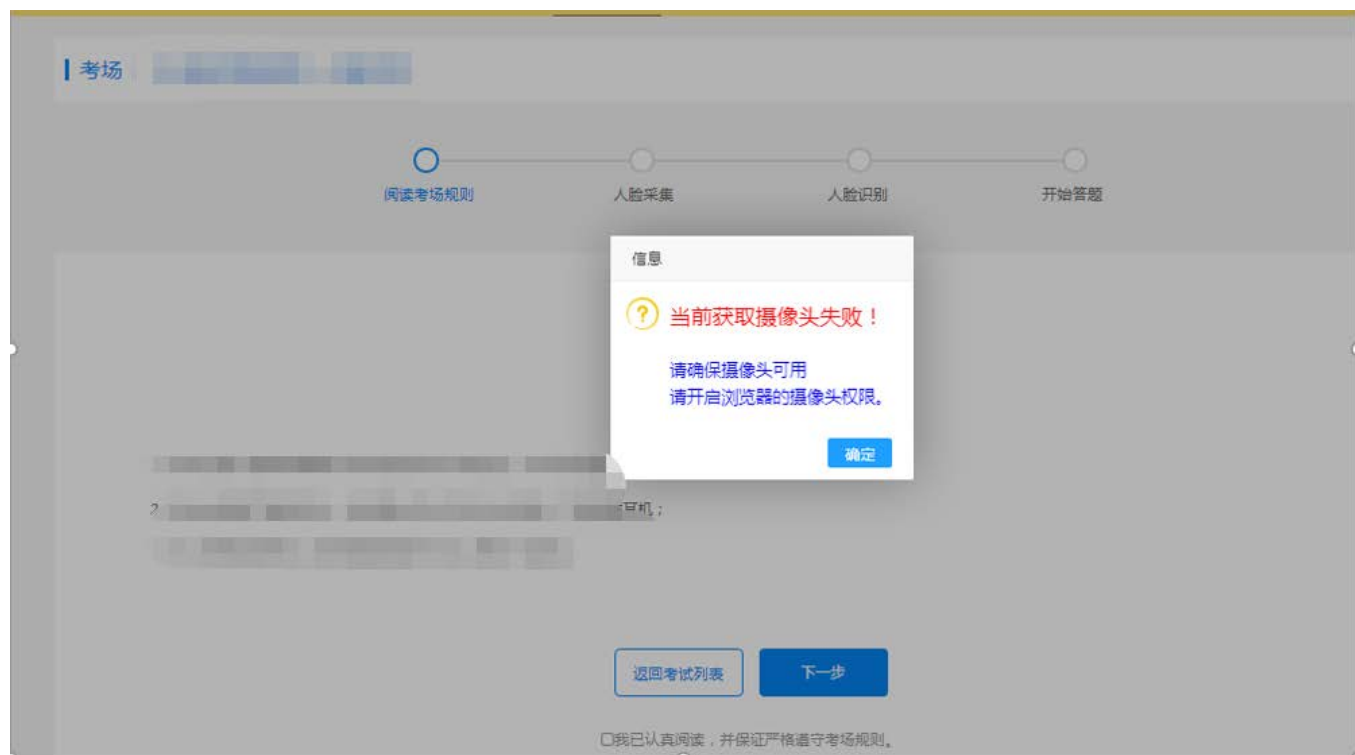 考场
阅读考场规则
人脸采集
人脸识别
开始答题
信息
当前获取摄像头失败！
请确保摄像头可用
请开启浏览器的摄像头权限。
确定
2
耳机；
返回考试列表
下一步
我已认真阅读，并保证严格遵守考场规则。